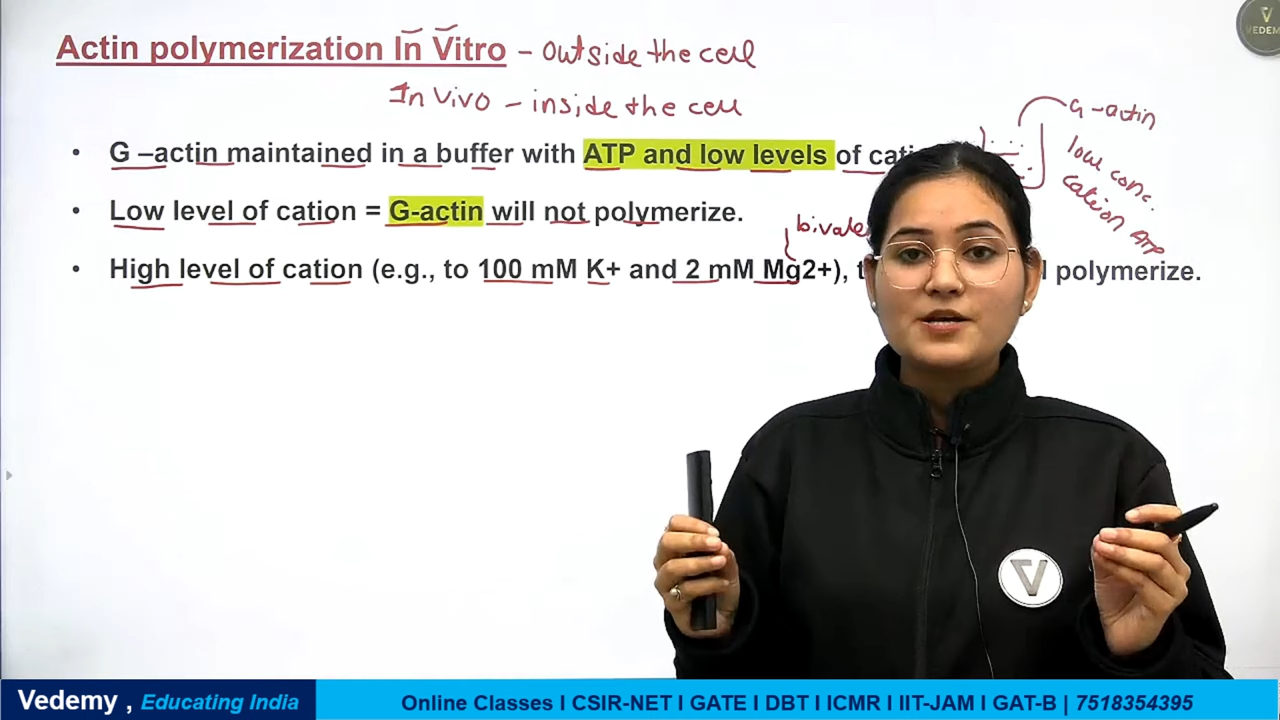 Actin polymerization In Vitro - outside the cell
In Vivo - inside the cell
VEDEMY
G-actin
low conc.
cation ATP
• G –actin maintained in a buffer with ATP and low levels of
• Low level of cation = G-actin will not polymerize.
bivale
• High level of cation (e.g., to 100 mM K+ and 2 mM Mg2+), polymerize.
Vedemy , Educating India
Online Classes I CSIR-NET I GATE I DBT I ICMR I IIT-JAM I GAT-B | 7518354395